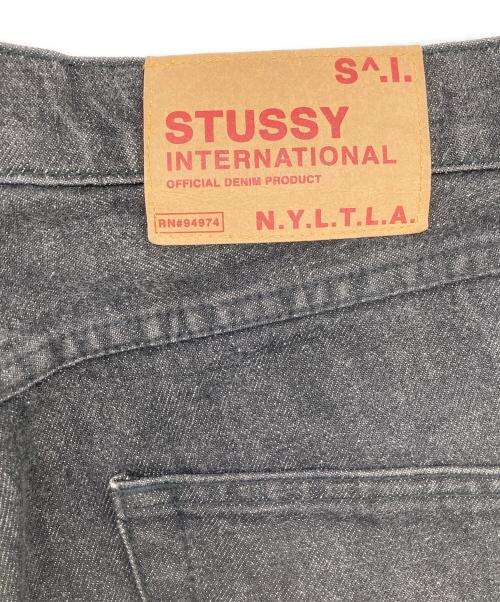 S^.I.
STUSSY
INTERNATIONAL
OFFICIAL DENIM PRODUCT
RN#94974
N.Y.L.T.L.A.